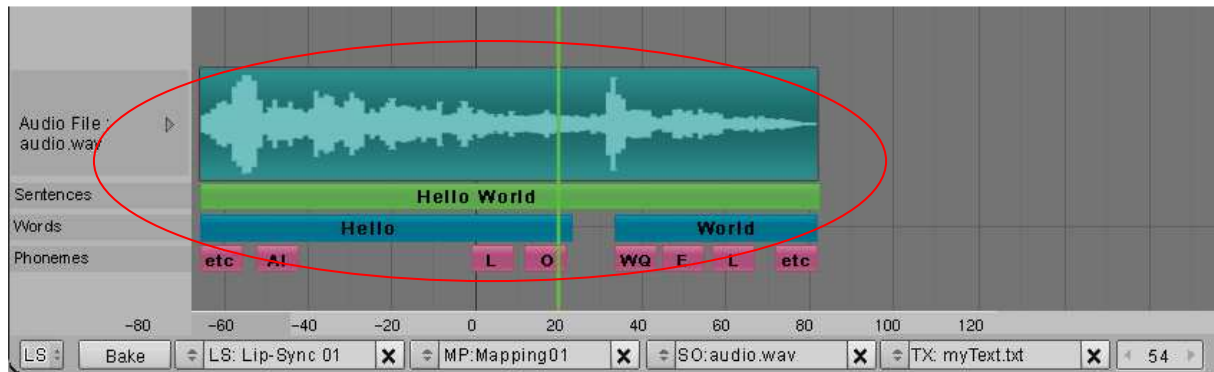 Audio File :
audio.wav
Sentences Hello World
Words Hello World
Phonemes etc AI L O WQ E L etc
-80 -60 -40 -20 0 20 40 60 80 100 120
LS Bake LS: Lip-Sync 01 X MP:Mapping01 X SO:audio.wav X TX: myText.txt X 54